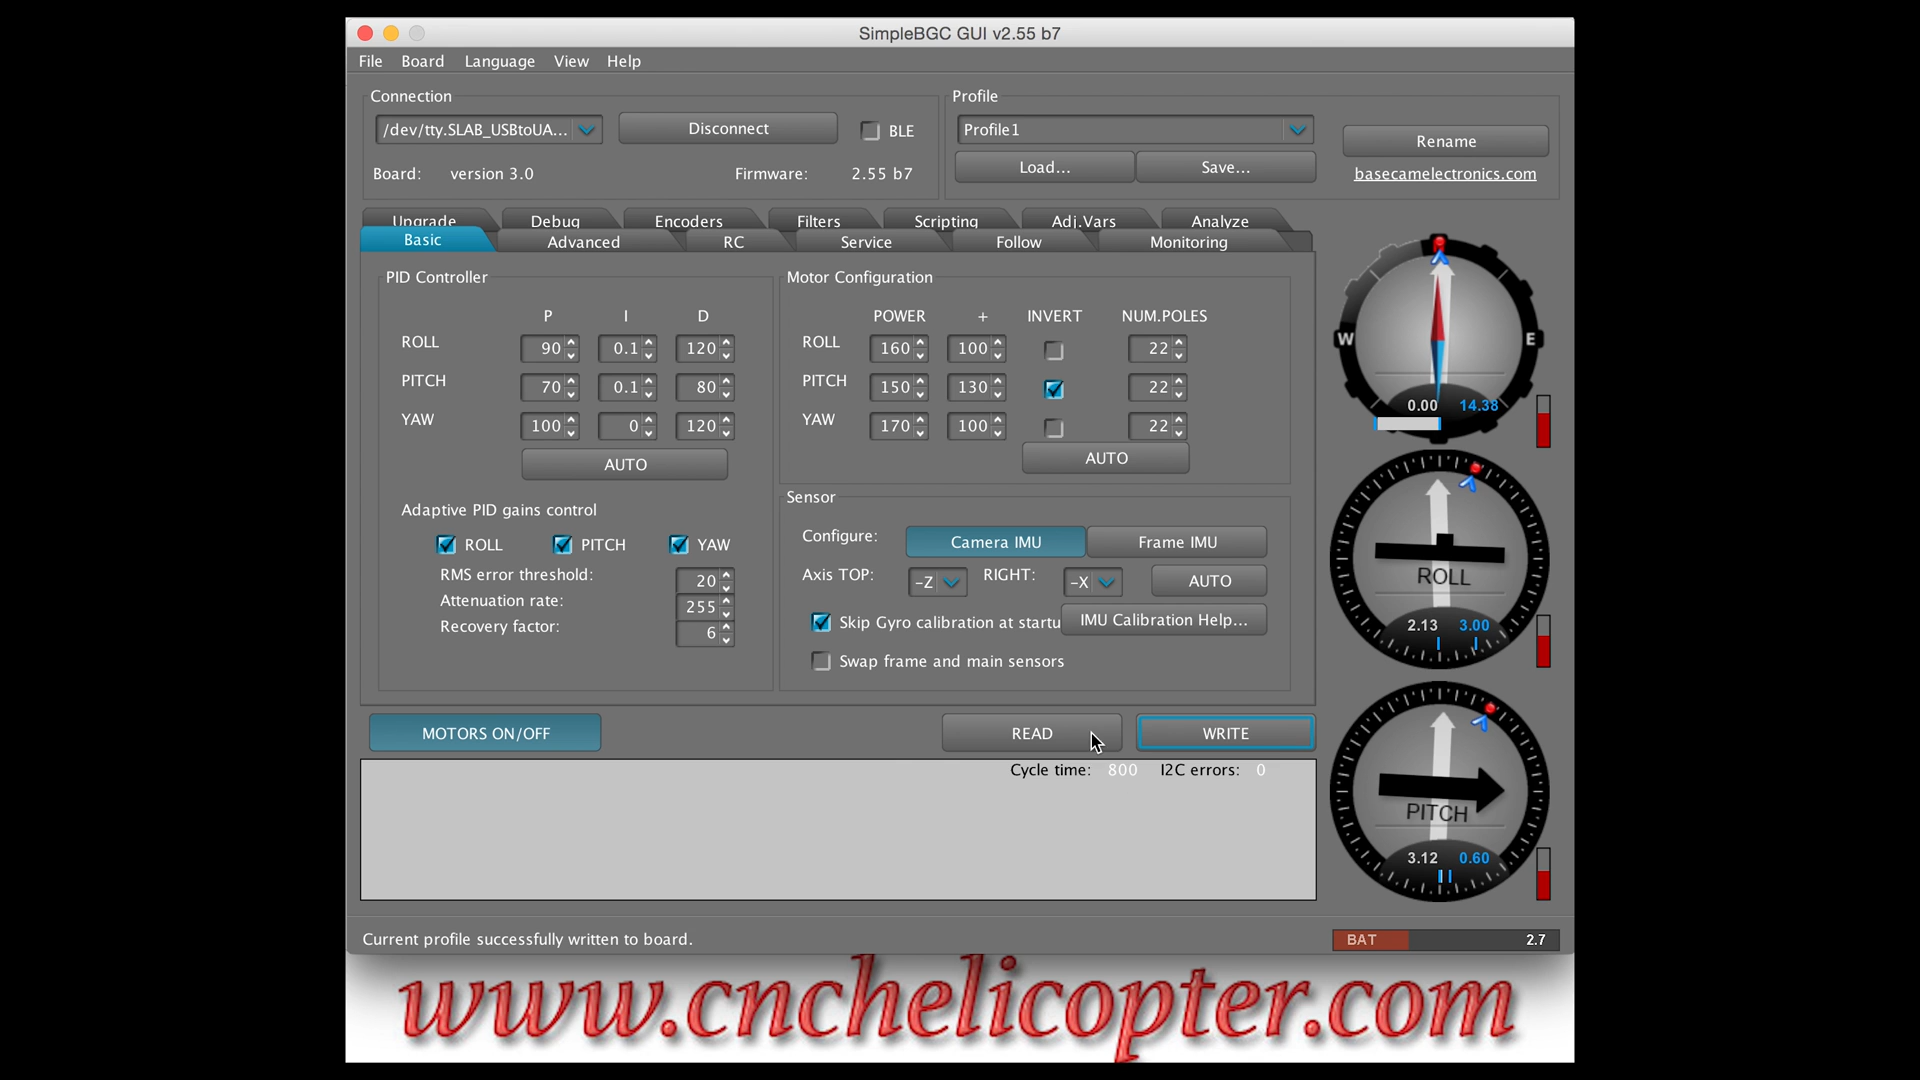 SimpleBGC GUI v2.55 b7
File Board Language View Help
Connection
/dev/tty.SLAB_USBtoUA... Disconnect BLE
Board: version 3.0 Firmware: 2.55 b7
Profile
Profile1
Load... Save...
Rename
basecamelectronics.com
Upgrade Debug Encoders Filters Scripting Adj.Vars Analyze
Basic Advanced RC Service Follow Monitoring
PID Controller
P I D
ROLL 90 0.1 120
PITCH 70 0.1 80
YAW 100 0 120
AUTO
Adaptive PID gains control
ROLL PITCH YAW
RMS error threshold: 20
Attenuation rate: 255
Recovery factor: 6
Motor Configuration
POWER + INVERT NUM.POLES
ROLL 160 100 22
PITCH 150 130 22
YAW 170 100 22
AUTO
Sensor
Configure: Camera IMU Frame IMU
Axis TOP: -Z RIGHT: -X AUTO
Skip Gyro calibration at startu IMU Calibration Help...
Swap frame and main sensors
W E
0.00 14.38
ROLL
2.13 3.00
PITCH
3.12 0.60
MOTORS ON/OFF READ WRITE
Cycle time: 800 I2C errors: 0
Current profile successfully written to board.
BAT 2.7
www.cnchelicopter.com